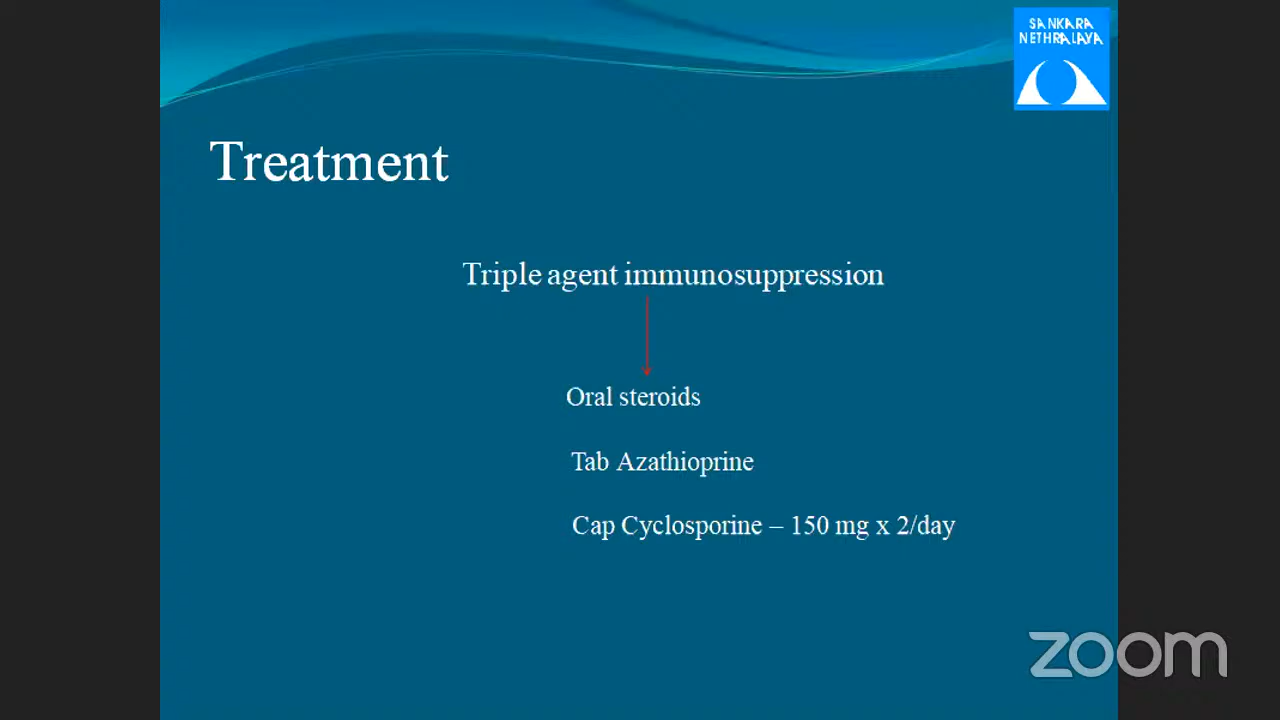 SANKARA
NETHRALAYA
Treatment
Triple agent immunosuppression
Oral steroids
Tab Azathioprine
Cap Cyclosporine – 150 mg x 2/day
zoom